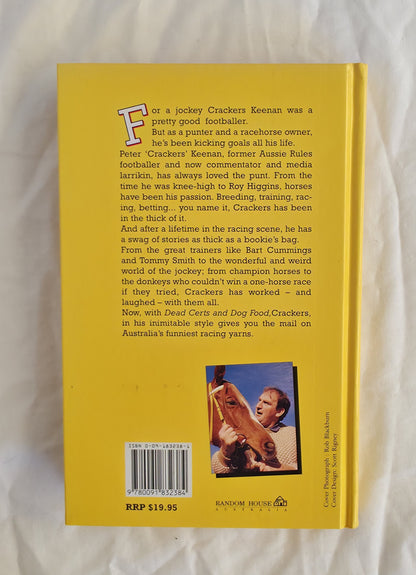 For a jockey Crackers Keenan was a
pretty good footballer.
But as a punter and a racehorse owner,
he's been kicking goals all his life.
Peter 'Crackers' Keenan, former Aussie Rules
footballer and now commentator and media
larrikin, has always loved the punt. From the
time he was knee-high to Roy Higgins, horses
have been his passion. Breeding, training, rac-
ing, betting... you name it, Crackers has been
in the thick of it.
And after a lifetime in the racing scene, he has
a swag of stories as thick as a bookie's bag.
From the great trainers like Bart Cummings
and Tommy Smith to the wonderful and weird
world of the jockey; from champion horses to
the donkeys who couldn't win a one-horse race
if they tried, Crackers has worked – and
laughed – with them all.
Now, with Dead Certs and Dog Food,Crackers,
in his inimitable style gives you the mail on
Australia's funniest racing yarns.
ISBN 0-09-183238-6
9780091832384
RRP $19.95
RANDOM HOUSE
AUSTRALIA
Cover Photograph : Rob Blackburn
Cover Design: Scott Rigney